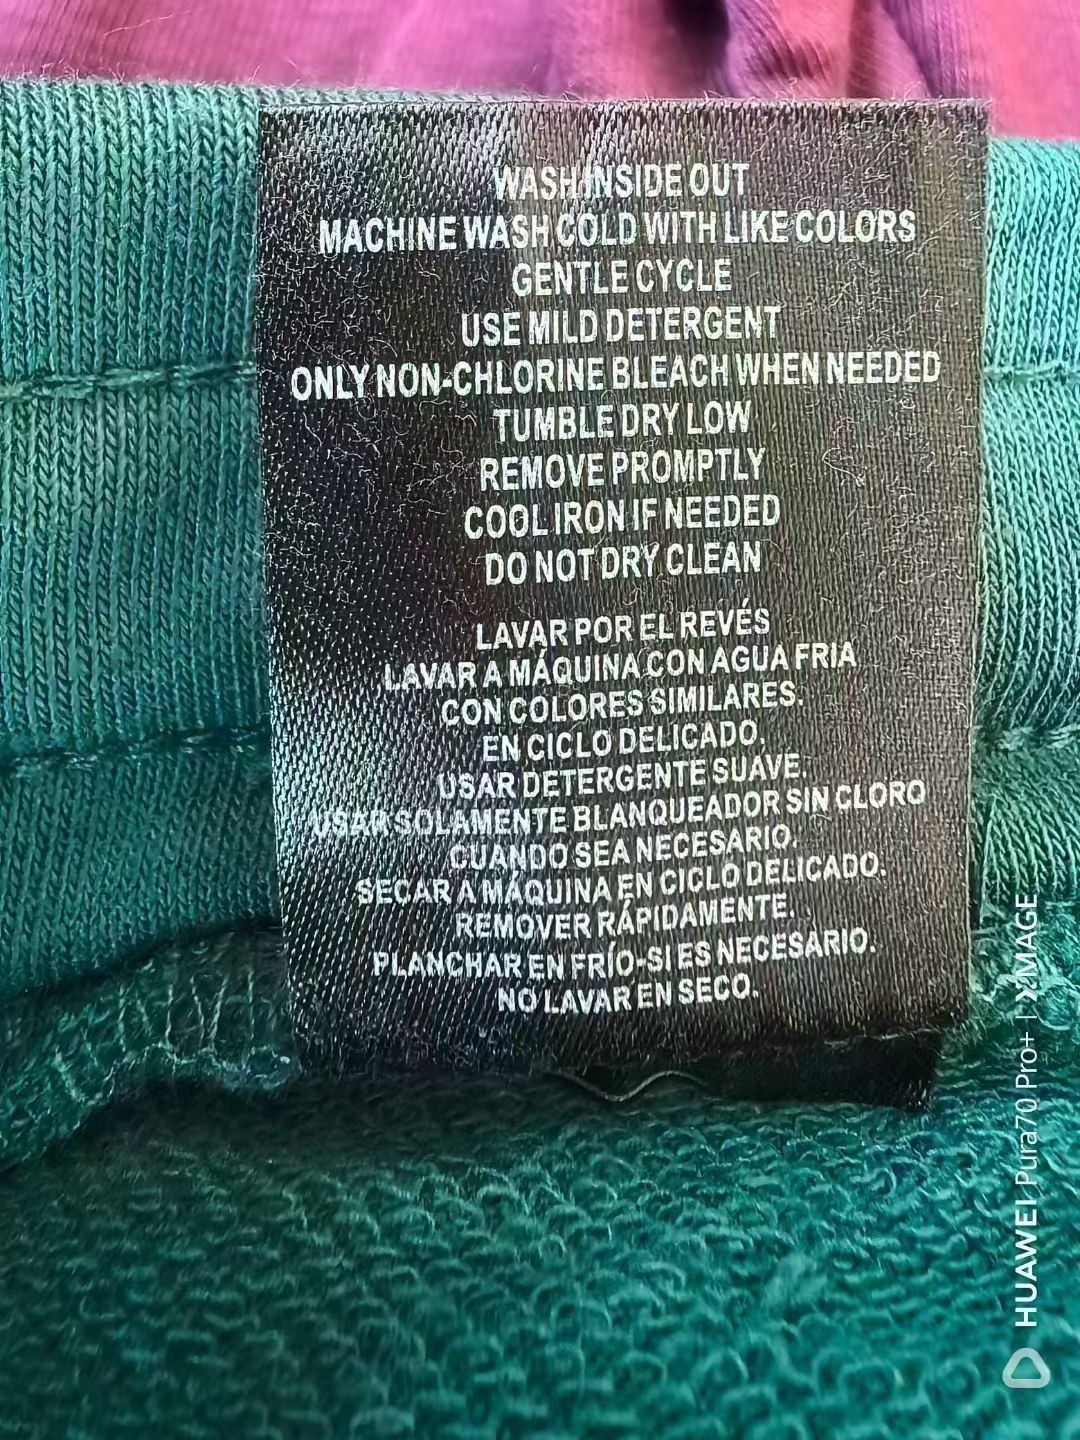 WASH INSIDE OUT
MACHINE WASH COLD WITH LIKE COLORS
GENTLE CYCLE
USE MILD DETERGENT
ONLY NON-CHLORINE BLEACH WHEN NEEDED
TUMBLE DRY LOW
REMOVE PROMPTLY
COOL IRON IF NEEDED
DO NOT DRY CLEAN
LAVAR POR EL REVÉS
LAVAR A MÁQUINA CON AGUA FRIA
CON COLORES SIMILARES.
EN CICLO DELICADO.
USAR DETERGENTE SUAVE.
USAR SOLAMENTE BLANQUEADOR SIN CLORO
CUANDO SEA NECESARIO.
SECAR A MÁQUINA EN CICLO DELICADO.
REMOVER RÁPIDAMENTE.
PLANCHAR EN FRÍO-SI ES NECESARIO.
NO LAVAR EN SECO.
HUAWEI Pura70 Pro+ | XMAGE